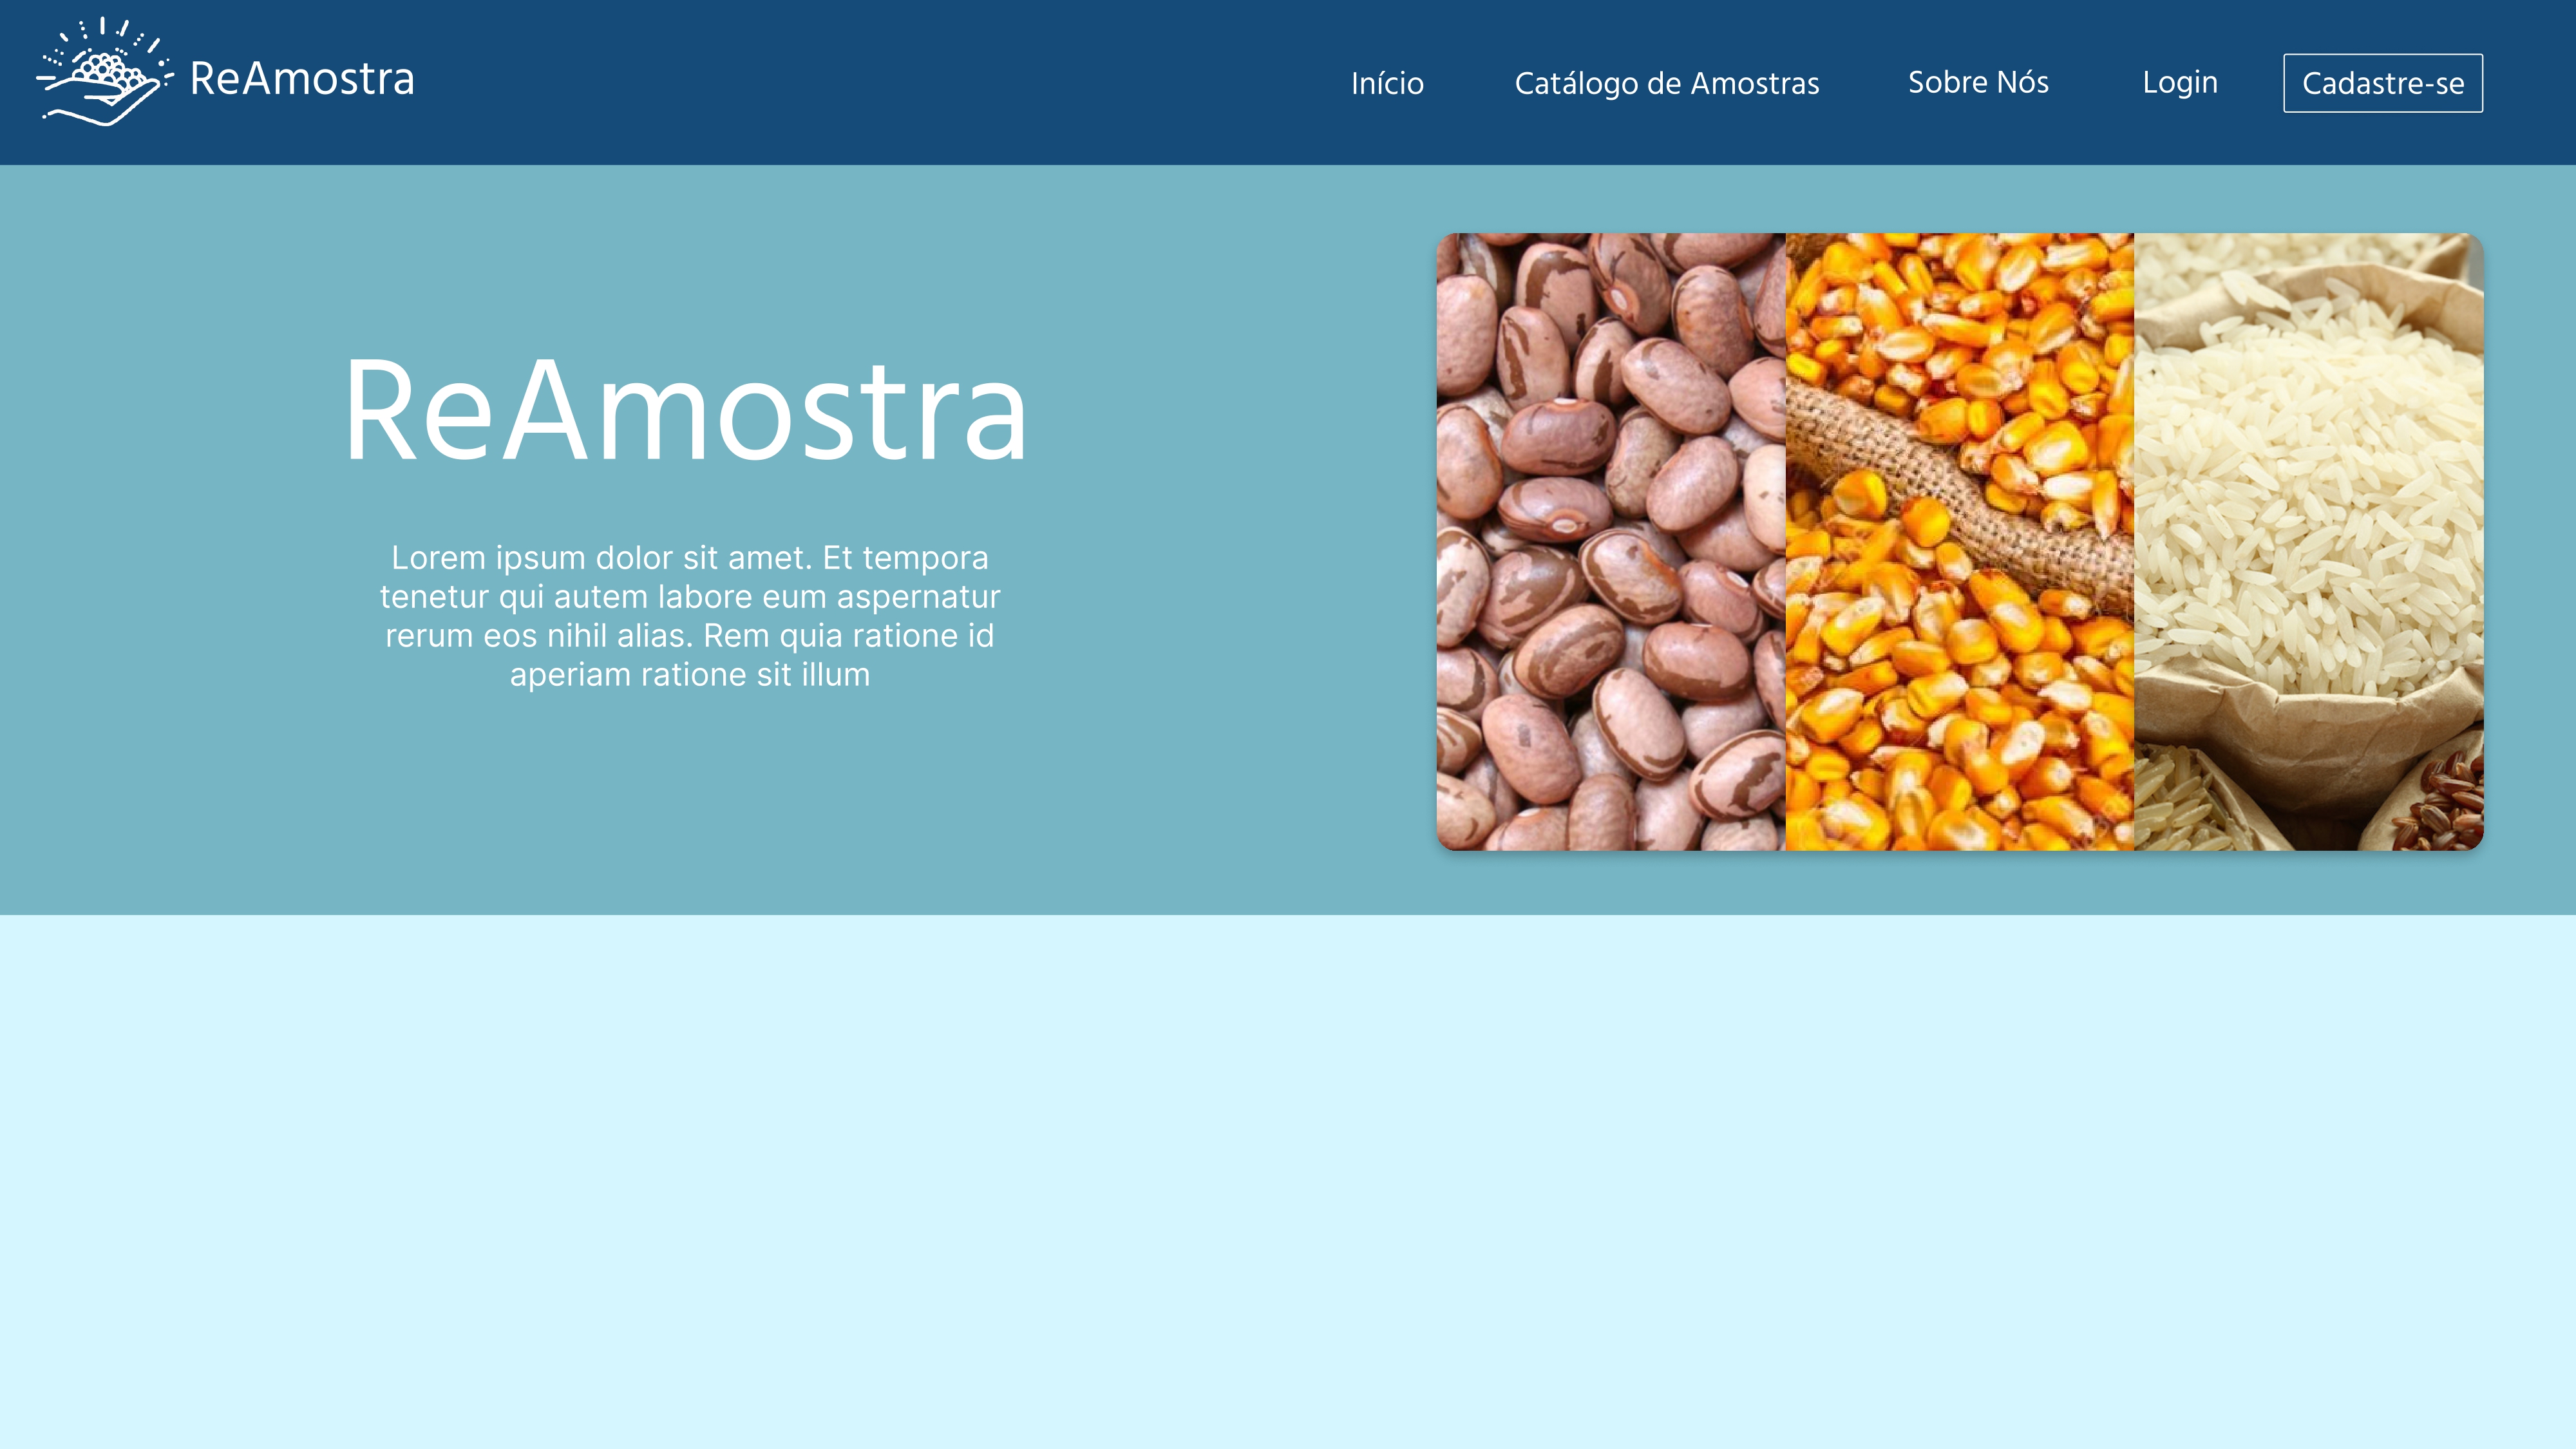 ReAmostra
Início
Catálogo de Amostras
Sobre Nós
Login
Cadastre-se
ReAmostra
Lorem ipsum dolor sit amet. Et tempora
tenetur qui autem labore eum aspernatur
rerum eos nihil alias. Rem quia ratione id
aperiam ratione sit illum